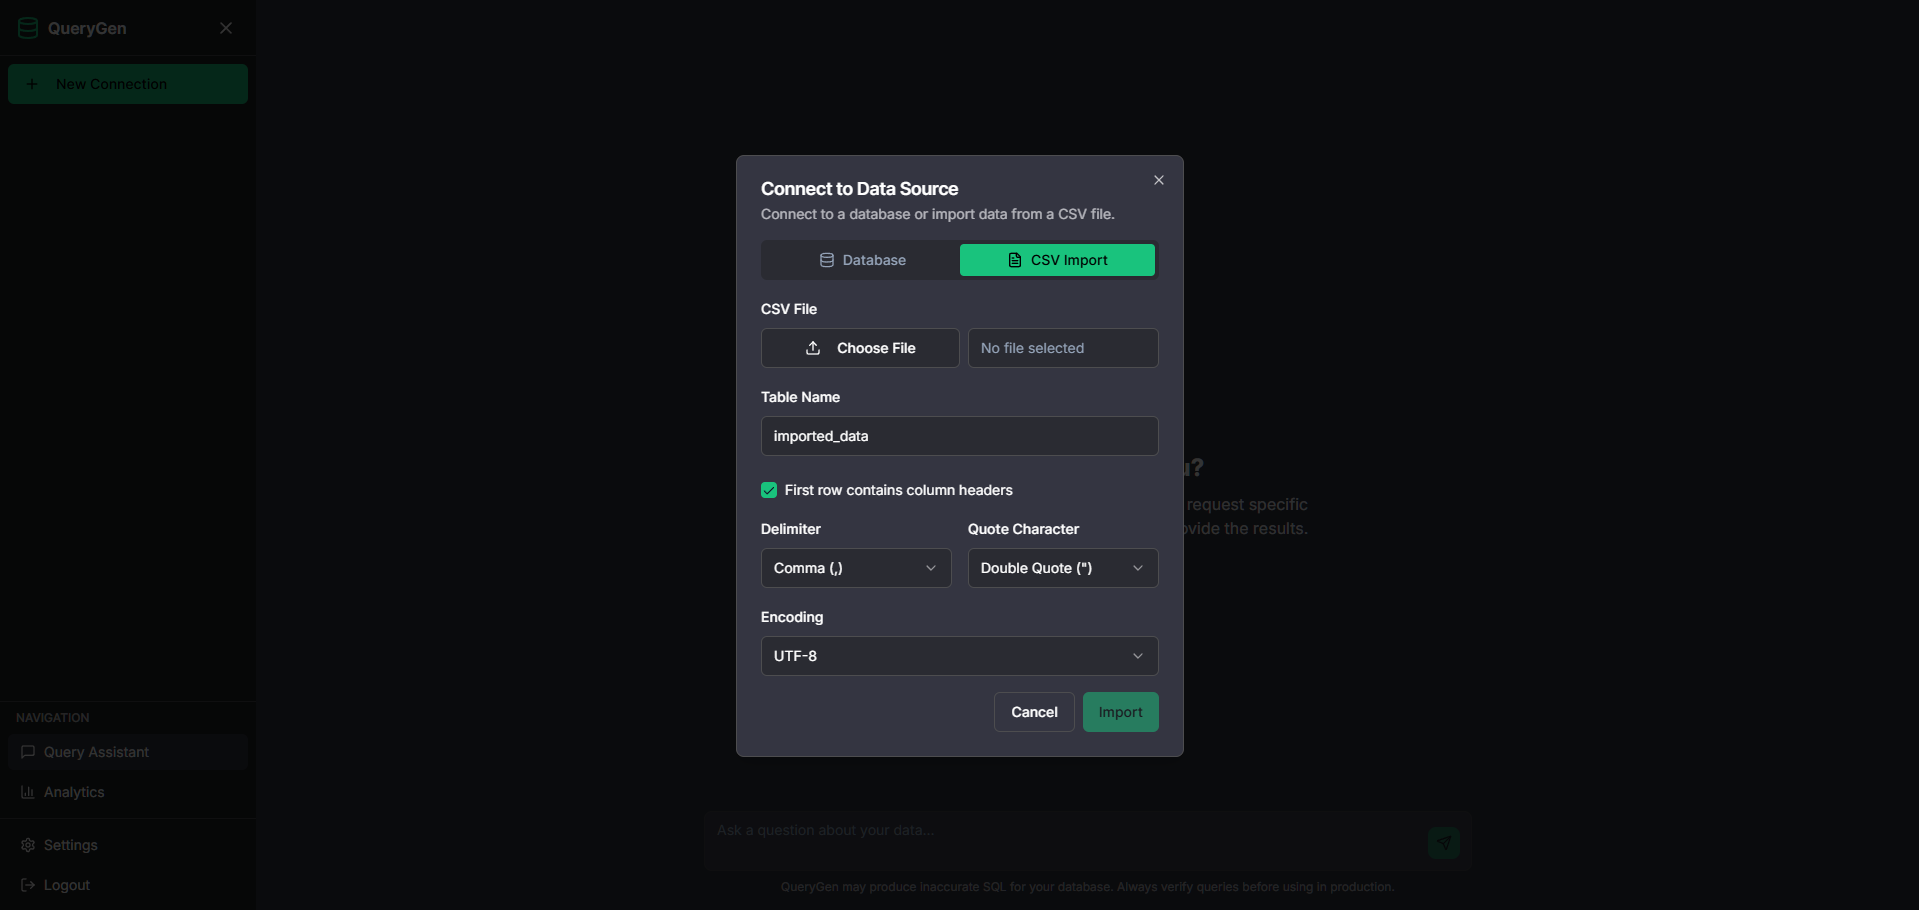 QueryGen
New Connection
Connect to Data Source
Connect to a database or import data from a CSV file.
Database
CSV Import
CSV File
Choose File
No file selected
Table Name
imported_data
First row contains column headers
Delimiter
Quote Character
Comma (,)
Double Quote (")
Encoding
UTF-8
Cancel
Import
?
request specific
the results.
NAVIGATION
Query Assistant
Analytics
Settings
Logout
Ask a question about your data...
QueryGen may produce inaccurate SQL for your database. Always verify queries before using in production.